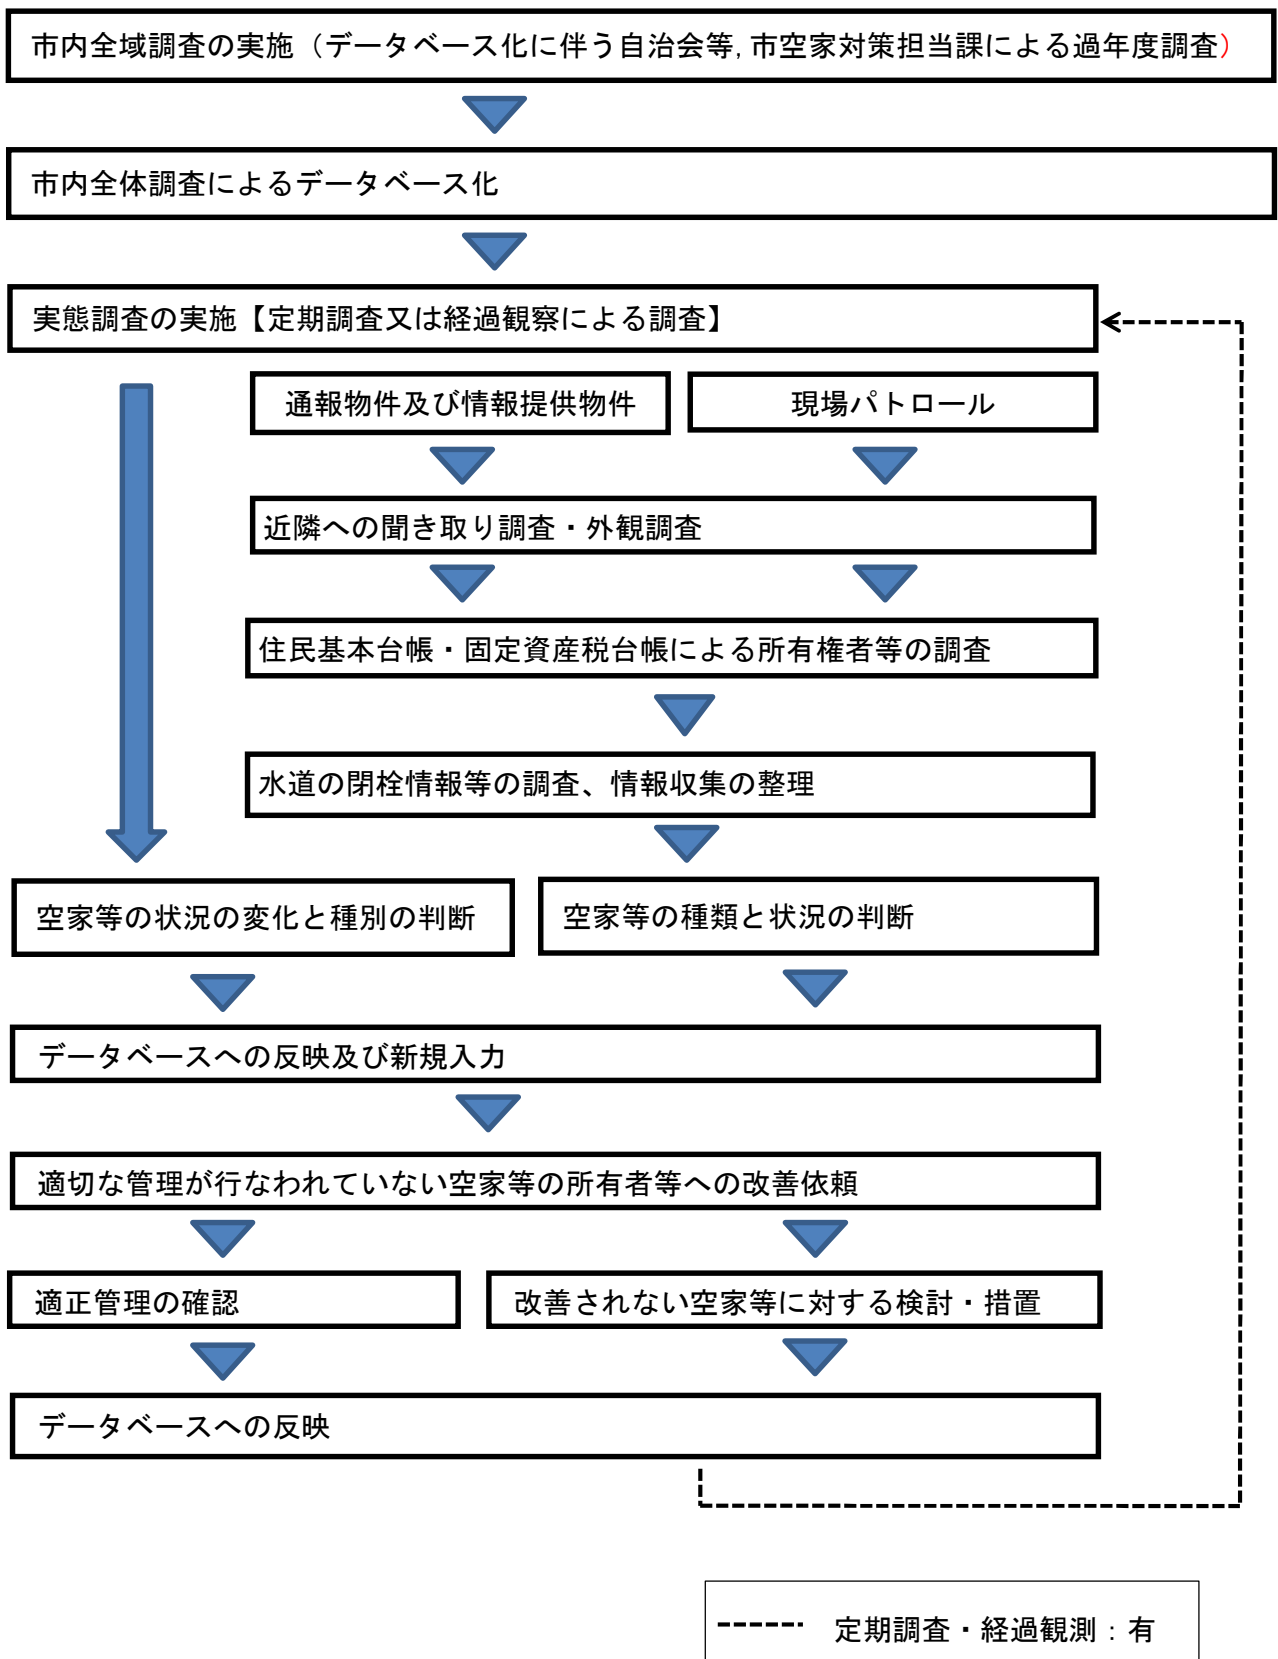 市内全域調査の実施（データベース化に伴う自治会等,市空家対策担当課による過年度調査）
市内全体調査によるデータベース化
実態調査の実施【定期調査又は経過観察による調査】
通報物件及び情報提供物件
現場パトロール
近隣への聞き取り調査・外観調査
住民基本台帳・固定資産税台帳による所有権者等の調査
水道の閉栓情報等の調査、情報収集の整理
空家等の状況の変化と種別の判断
空家等の種類と状況の判断
データベースへの反映及び新規入力
適切な管理が行なわれていない空家等の所有者等への改善依頼
適正管理の確認
改善されない空家等に対する検討・措置
データベースへの反映
定期調査・経過観測：有